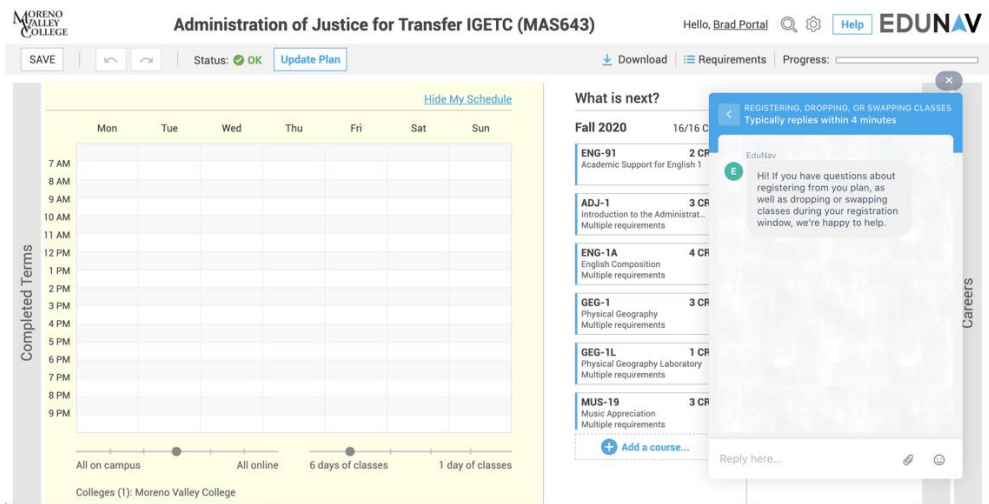 MORENO
VALLEY
COLLEGE
Administration of Justice for Transfer IGETC (MAS643)
Hello, Brad Portal
Help
EDUNAV
SAVE
Status: OK
Update Plan
Download
Requirements
Progress:
Completed Terms
Hide My Schedule
Mon Tue Wed Thu Fri Sat Sun
7 AM
8 AM
9 AM
10 AM
11 AM
12 PM
1 PM
2 PM
3 PM
4 PM
5 PM
6 PM
7 PM
8 PM
9 PM
All on campus All online 6 days of classes 1 day of classes
Colleges (1): Moreno Valley College
What is next?
Fall 2020 16/16 C
ENG-91 2 CR
Academic Support for English 1
ADJ-1 3 CR
Introduction to the Administrat...
Multiple requirements
ENG-1A 4 CR
English Composition
Multiple requirements
GEG-1 3 CR
Physical Geography
Multiple requirements
GEG-1L 1 CR
Physical Geography Laboratory
Multiple requirements
MUS-19 3 CR
Music Appreciation
Multiple requirements
Add a course...
REGISTERING, DROPPING, OR SWAPPING CLASSES
Typically replies within 4 minutes
EduNav
E
Hi! If you have questions about
registering from you plan, as
well as dropping or swapping
classes during your registration
window, we're happy to help.
Reply here...
Careers